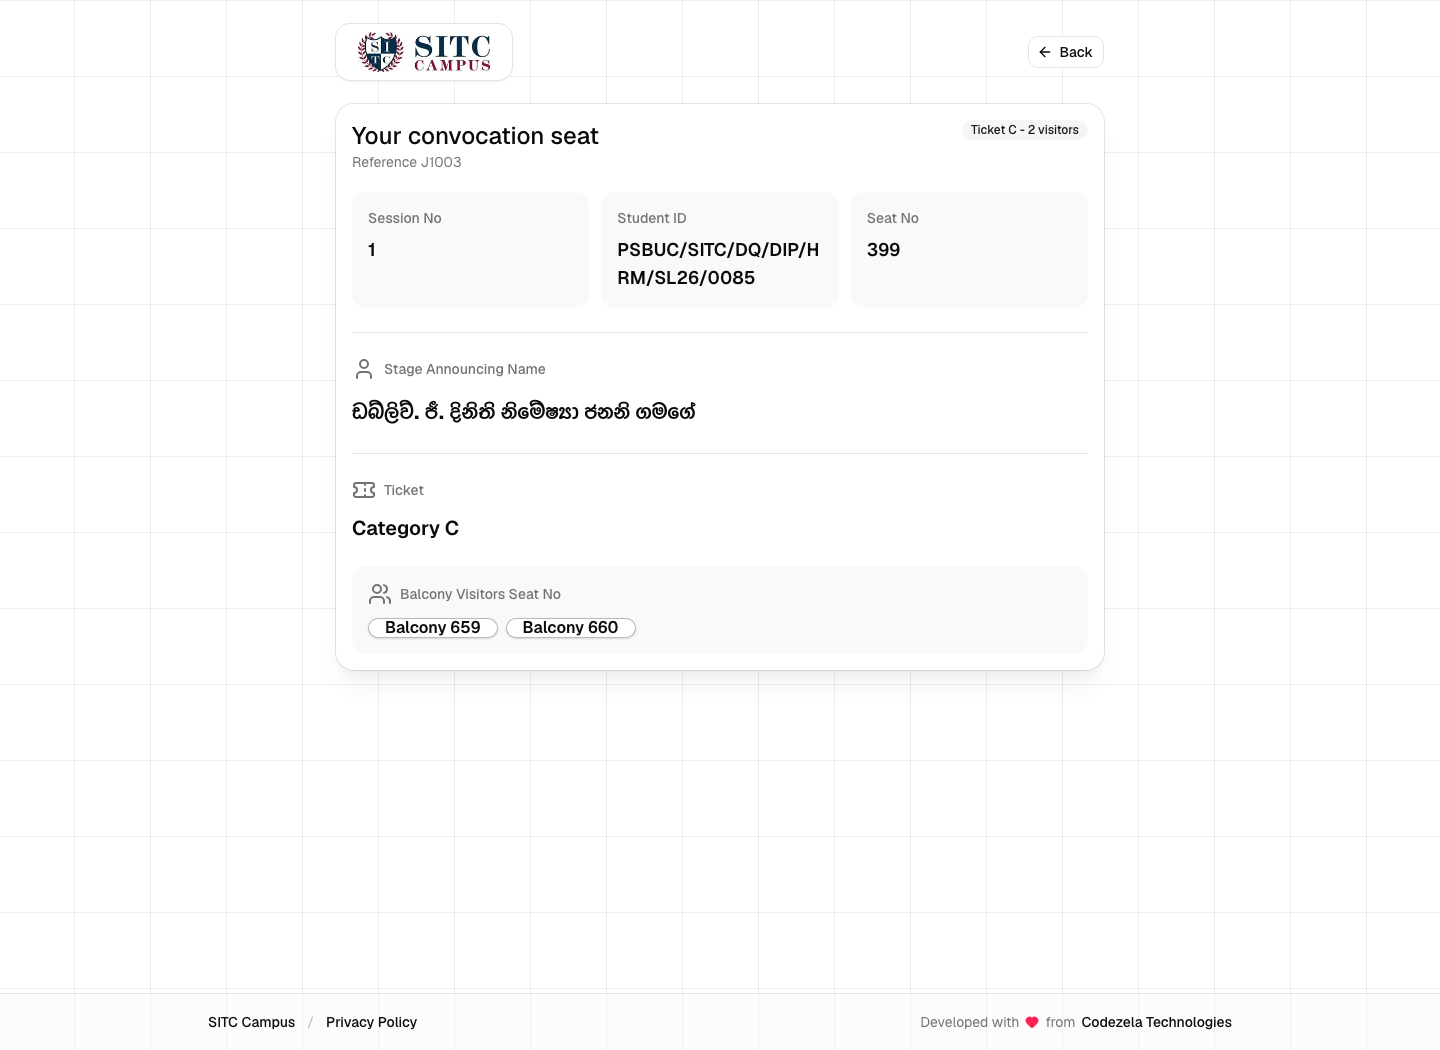 SITC
CAMPUS
Back
Your convocation seat
Ticket C - 2 visitors
Reference J1003
Session No
1
Student ID
PSBUC/SITC/DQ/DIP/H
RM/SL26/0085
Seat No
399
Stage Announcing Name
ඩබ්ලිව්. ජී. දිනිති නිමේෂ්‍යා ජනනි ගමගේ
Ticket
Category C
Balcony Visitors Seat No
Balcony 659
Balcony 660
SITC Campus / Privacy Policy
Developed with from Codezela Technologies